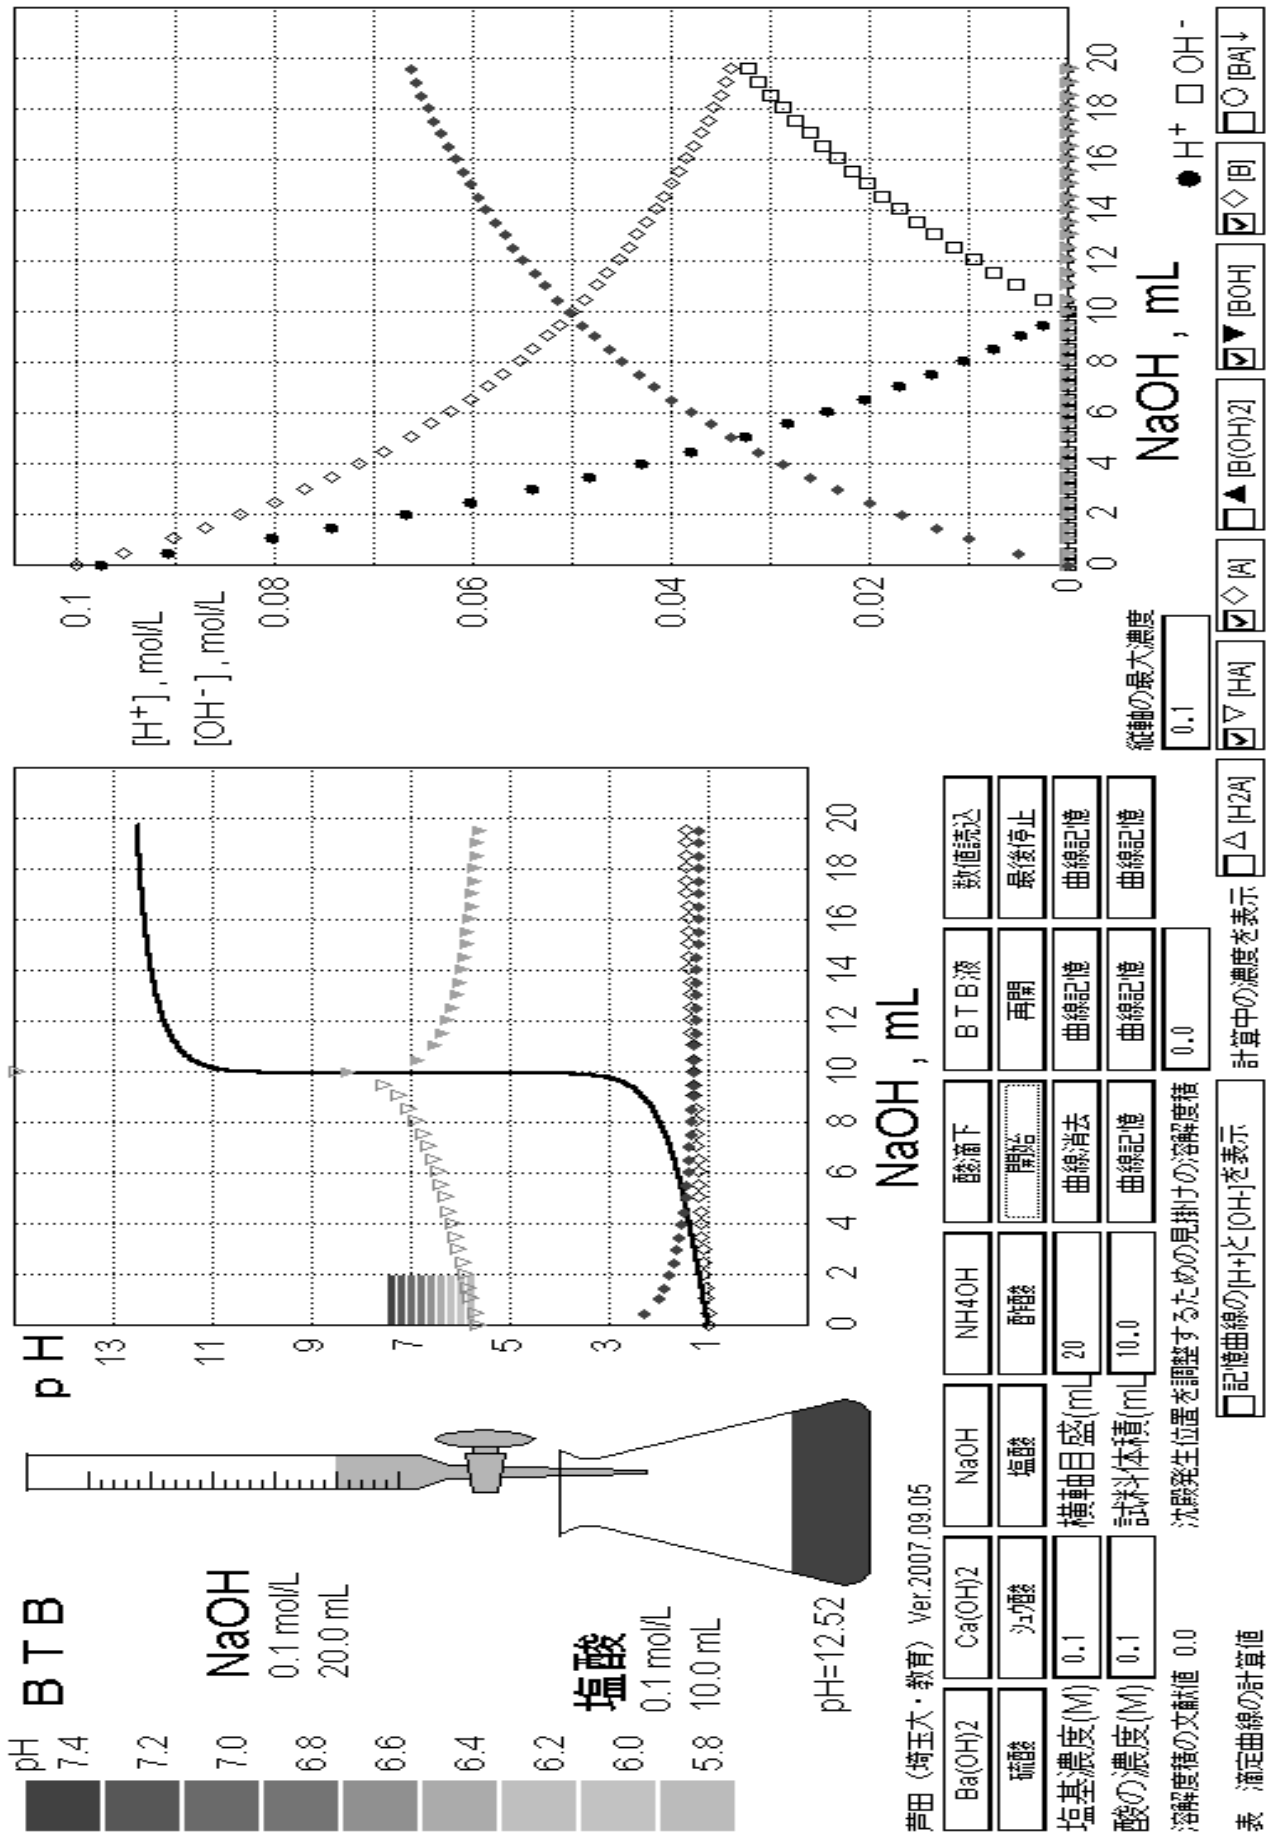 BTB
pH
7.4
7.2
7.0
6.8
6.6
6.4
6.2
6.0
5.8
NaOH
0.1 mol/L
20.0 mL
塩酸
0.1 mol/L
10.0 mL
pH=12.52
pH
13
11
9
7
5
3
1
0 2 4 6 8 10 12 14 16 18 20
NaOH , mL
[H⁺] , mol/L
[OH⁻] , mol/L
0.1
0.08
0.06
0.04
0.02
0
0 2 4 6 8 10 12 14 16 18 20
NaOH , mL
● H⁺ □ OH⁻
芦田（埼玉大・教育） Ver.2007.09.05
Ba(OH)2 Ca(OH)2 NaOH NH4OH 酸滴下 BTB液 数値読込
硫酸 シュウ酸 塩酸 酢酸 開始 再開 最後停止
塩基濃度(M) 0.1 横軸目盛(mL 20 曲線消去 曲線記憶 曲線記憶
酸の濃度(M) 0.1 試料体積(mL 10.0 曲線記憶 曲線記憶 曲線記憶
溶解度積の文献値 0.0 沈殿発生位置を調整するための見掛けの溶解度積 0.0
縦軸の最大濃度
0.1
表 滴定曲線の計算値 □記憶曲線の[H+]と[OH-]を表示 計算中の濃度を表示 □△ [H2A] ☑▽ [HA] ☑◇ [A] □▲ [B(OH)2] ☑▼ [BOH] ☑◇ [B] □○ [BA]↓